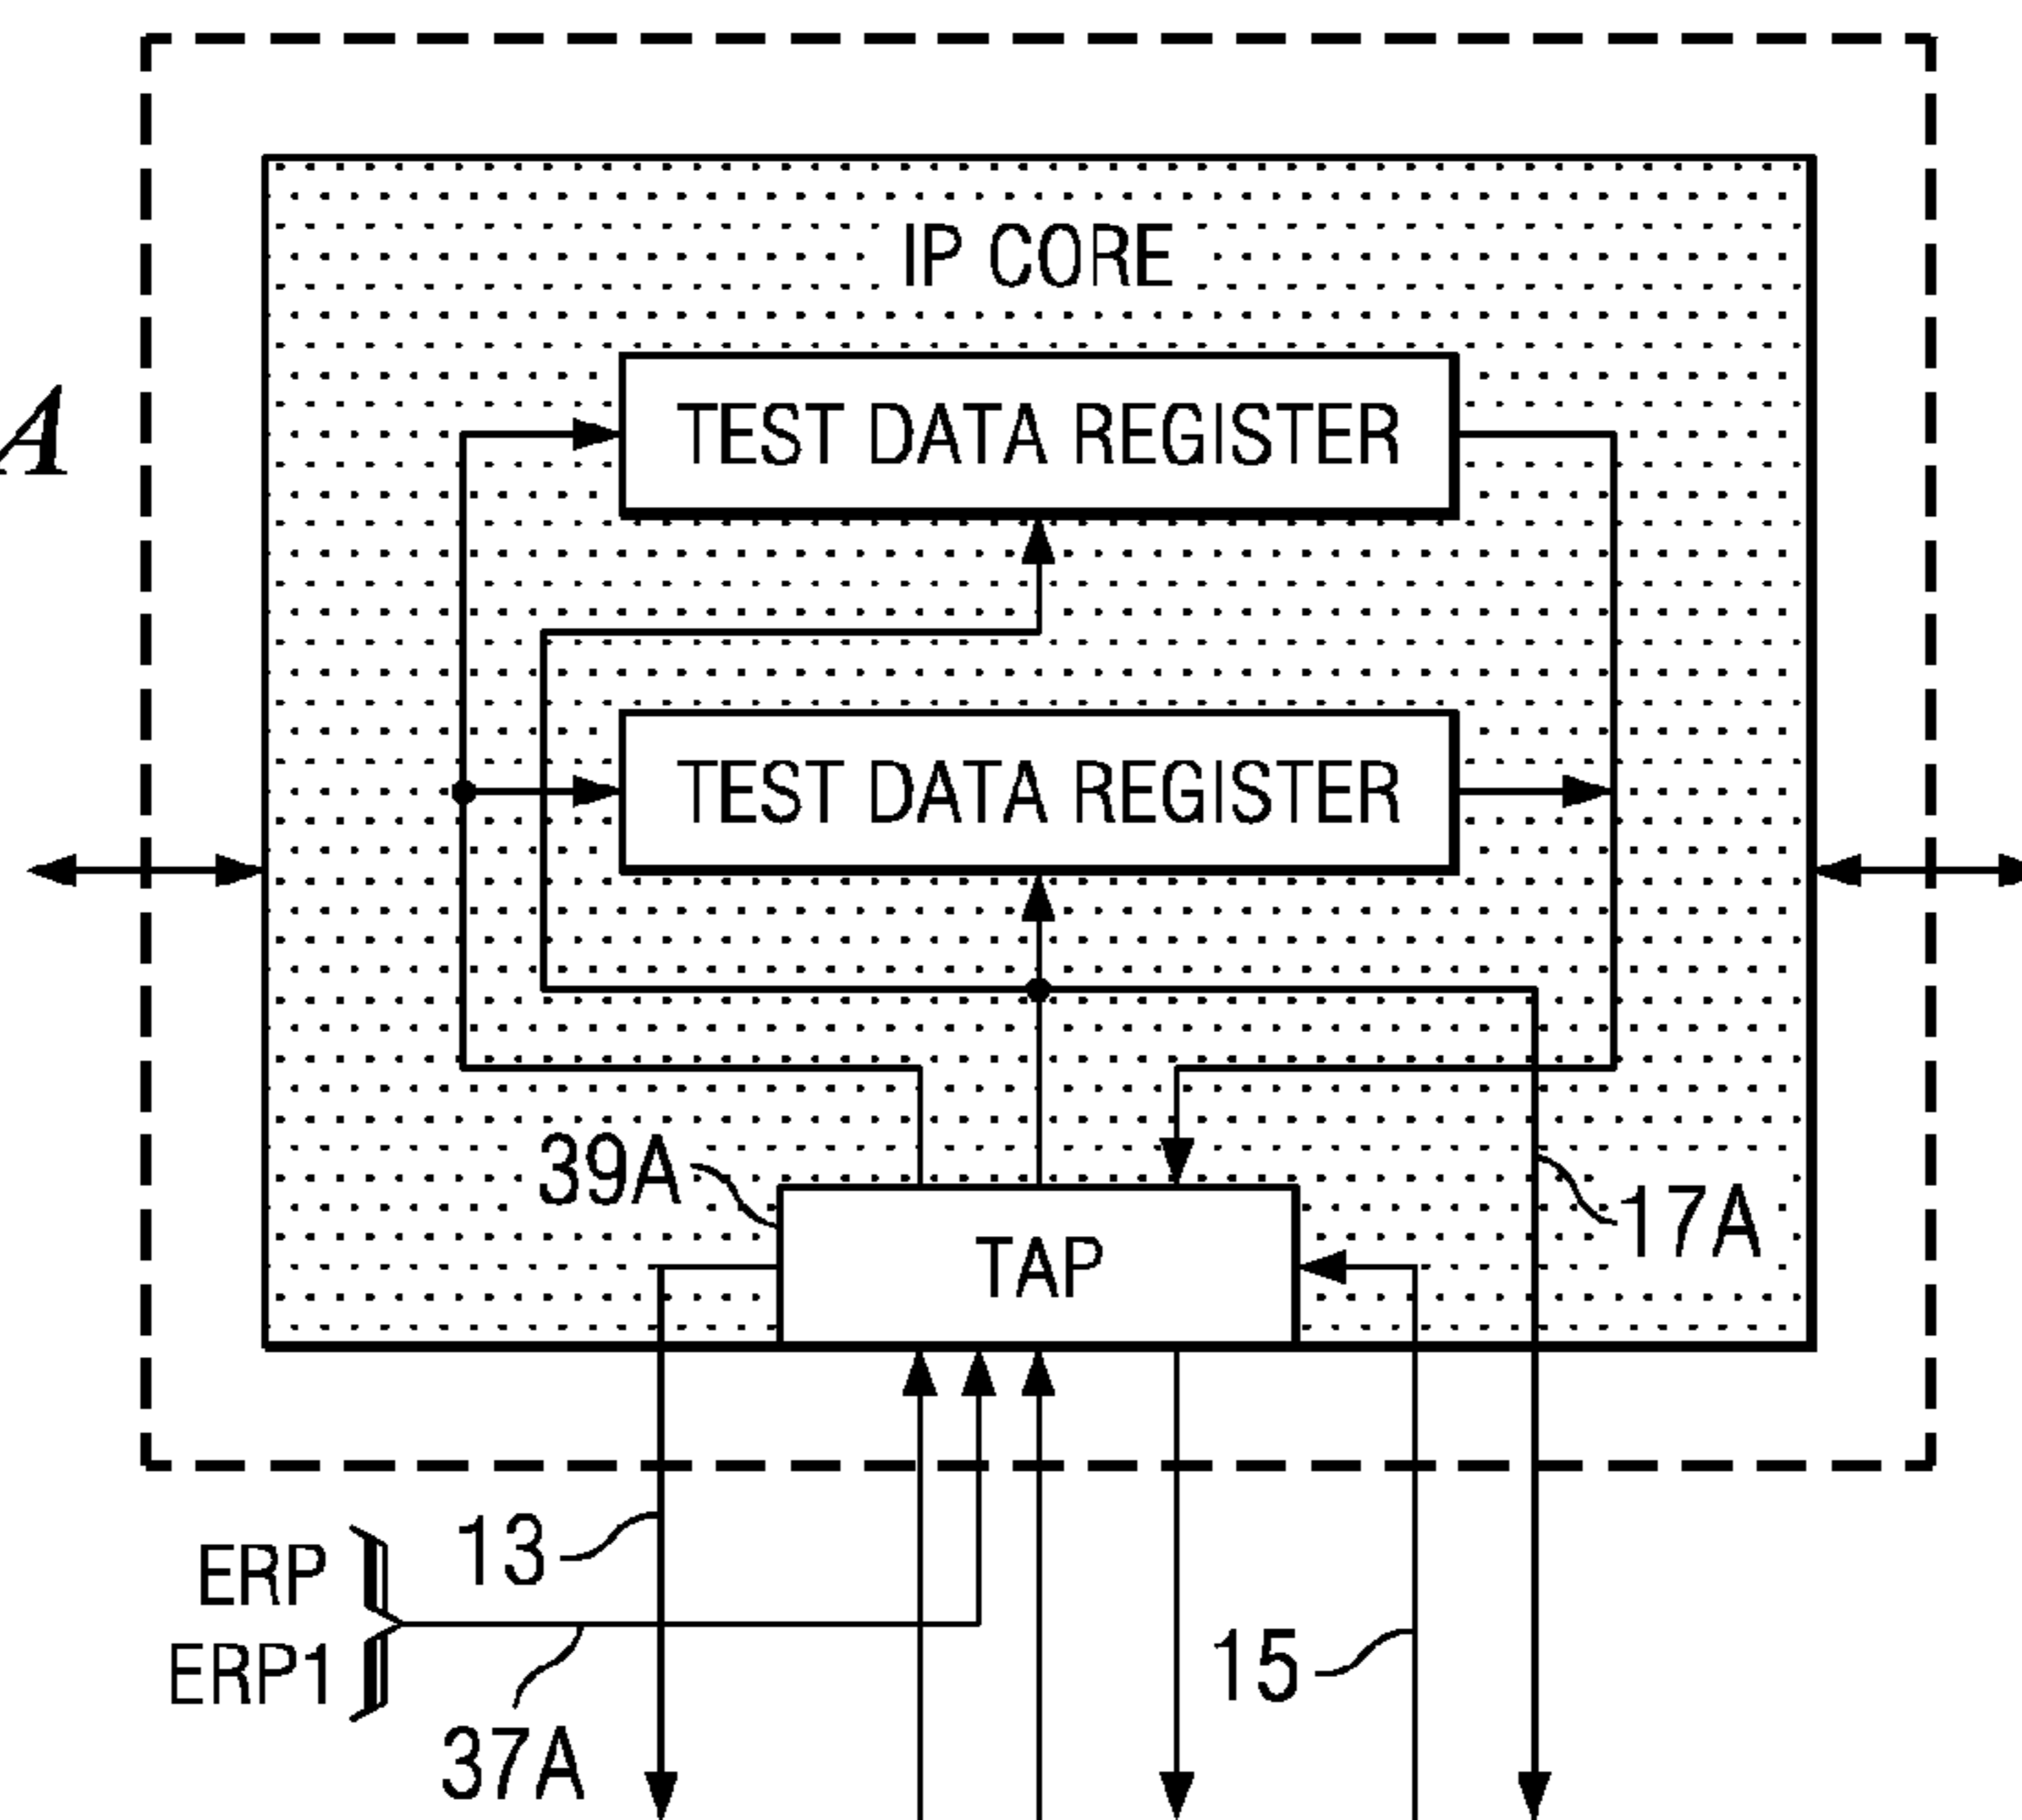 IP CORE
A
TEST DATA REGISTER
TEST DATA REGISTER
39A
17A
TAP
13
ERP
15
ERP1
37A